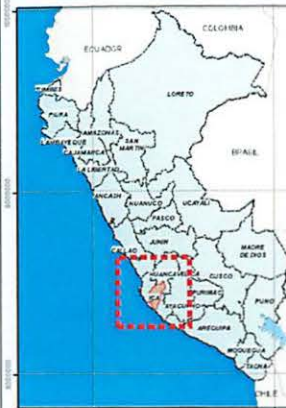 COLOMBIA
ECUADOR
LORETO
TUMBES
PIURA
AMAZONAS
LAMBAYEQUE
CAJAMARCA
SAN
MARTIN
BRASIL
LA LIBERTAD
ANCASH
HUANUCO
UCAYALI
PASCO
JUNIN
CALLAO
MADRE
DE DIOS
HUANCAVELICA
CUSCO
APURIMAC
ICA
AYACUCHO
PUNO
AREQUIPA
MOQUEGUA
TACNA
CHILE